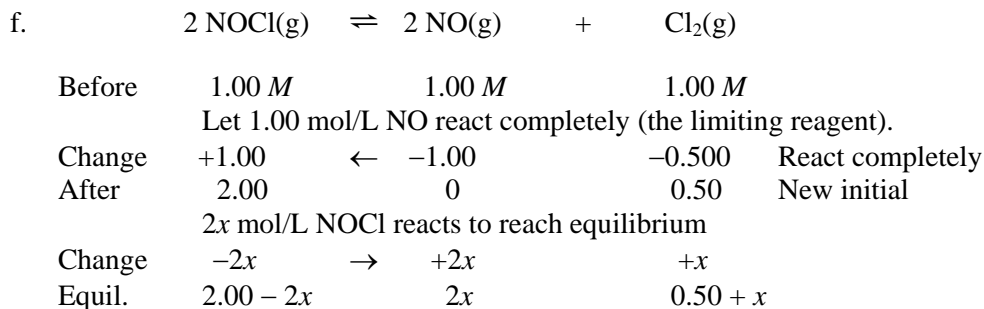 f. 2 NOCl(g) ⇌ 2 NO(g) + Cl₂(g)
Before 1.00 M 1.00 M 1.00 M
Let 1.00 mol/L NO react completely (the limiting reagent).
Change +1.00 ← −1.00 −0.500 React completely
After 2.00 0 0.50 New initial
2x mol/L NOCl reacts to reach equilibrium
Change −2x → +2x +x
Equil. 2.00 − 2x 2x 0.50 + x